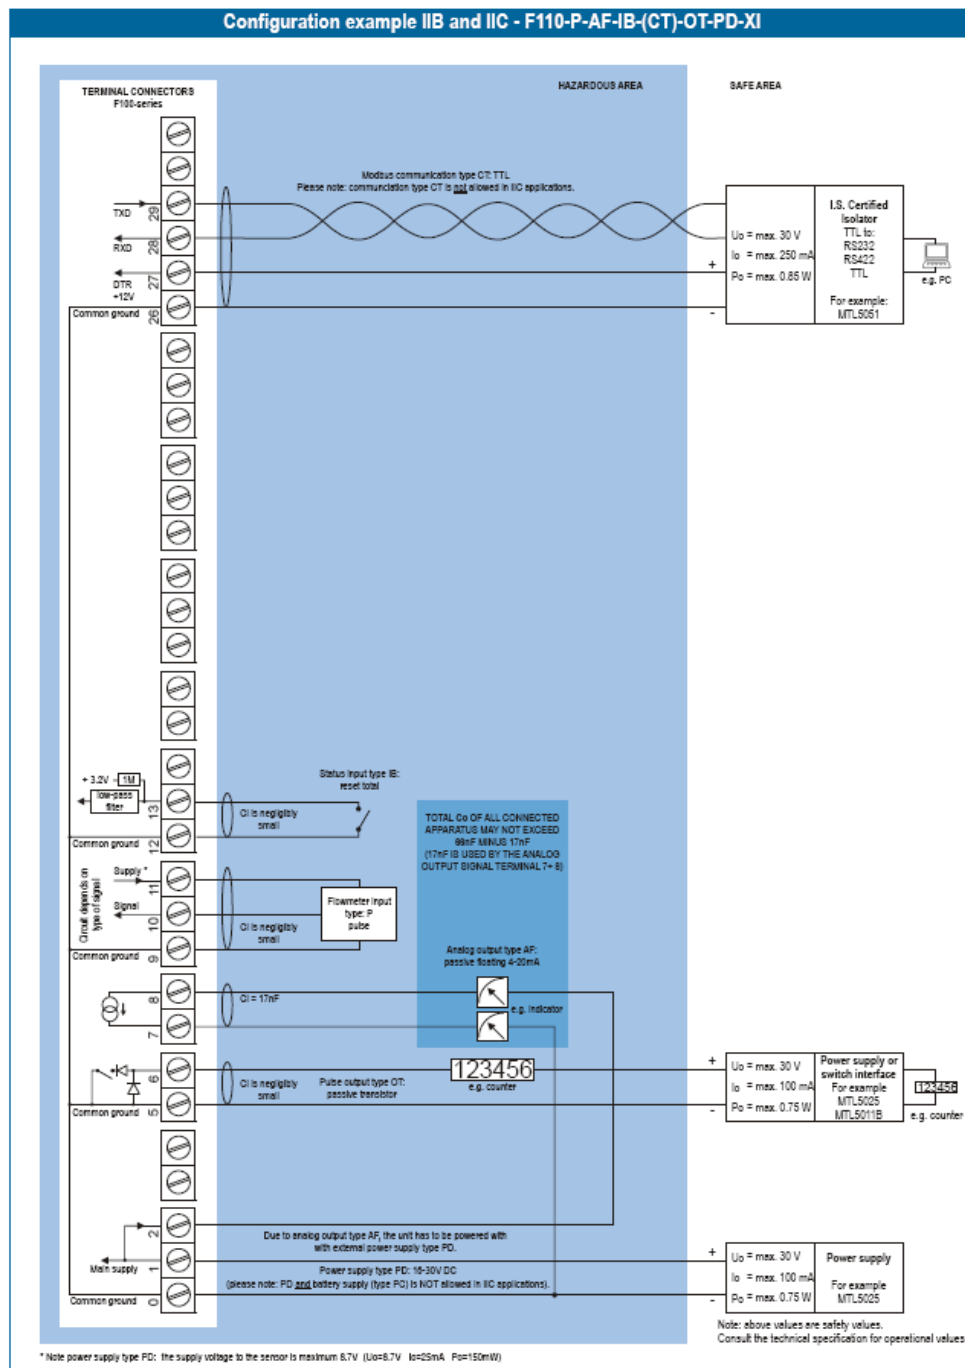 Configuration example IIB and IIC - F110-P-AF-IB-(CT)-OT-PD-XI
TERMINAL CONNECTORS
F100-series
HAZARDOUS AREA
SAFE AREA
Modbus communication type CT: TTL
Please note: communciation type CT is not allowed in IIC applications.
TXD
29
RXD
28
DTR
+12V
27
Common ground
26
+
-
Uo = max. 30 V
Io = max. 250 mA
Po = max. 0.85 W
I.S. Certified
Isolator
TTL to:
RS232
RS422
TTL
For example:
MTL5051
e.g. PC
+ 3.2V
1M
low-pass
filter
13
Common ground
12
Status input type IB:
reset total
Ci is negligibly
small
TOTAL Co OF ALL CONNECTED
APPARATUS MAY NOT EXCEED
66nF MINUS 17nF
(17nF IS USED BY THE ANALOG
OUTPUT SIGNAL TERMINAL 7+ 8)
Circuit depends on
type of signal
Supply *
11
Signal
10
Common ground
9
Ci is negligibly
small
Flowmeter input
type: P
pulse
Analog output type AF:
passive floating 4-20mA
8
7
Ci = 17nF
e.g. indicator
6
Common ground
5
Ci is negligibly
small
Pulse output type OT:
passive transistor
123456
e.g. counter
+
-
Uo = max. 30 V
Io = max. 100 mA
Po = max. 0.75 W
Power supply or
switch interface
For example
MTL5025
MTL5011B
123456
e.g. counter
2
Due to analog output type AF, the unit has to be powered with
with external power supply type PD.
Main supply
1
Power supply type PD: 16-30V DC
(please note: PD and battery supply (type PC) is NOT allowed in IIC applications).
Common ground
0
+
-
Uo = max. 30 V
Io = max. 100 mA
Po = max. 0.75 W
Power supply
For example
MTL5025
Note: above values are safety values.
Consult the technical specification for operational values
* Note power supply type PD: the supply voltage to the sensor is maximum 8.7V (Uo=8.7V Io=25mA Po=150mW)